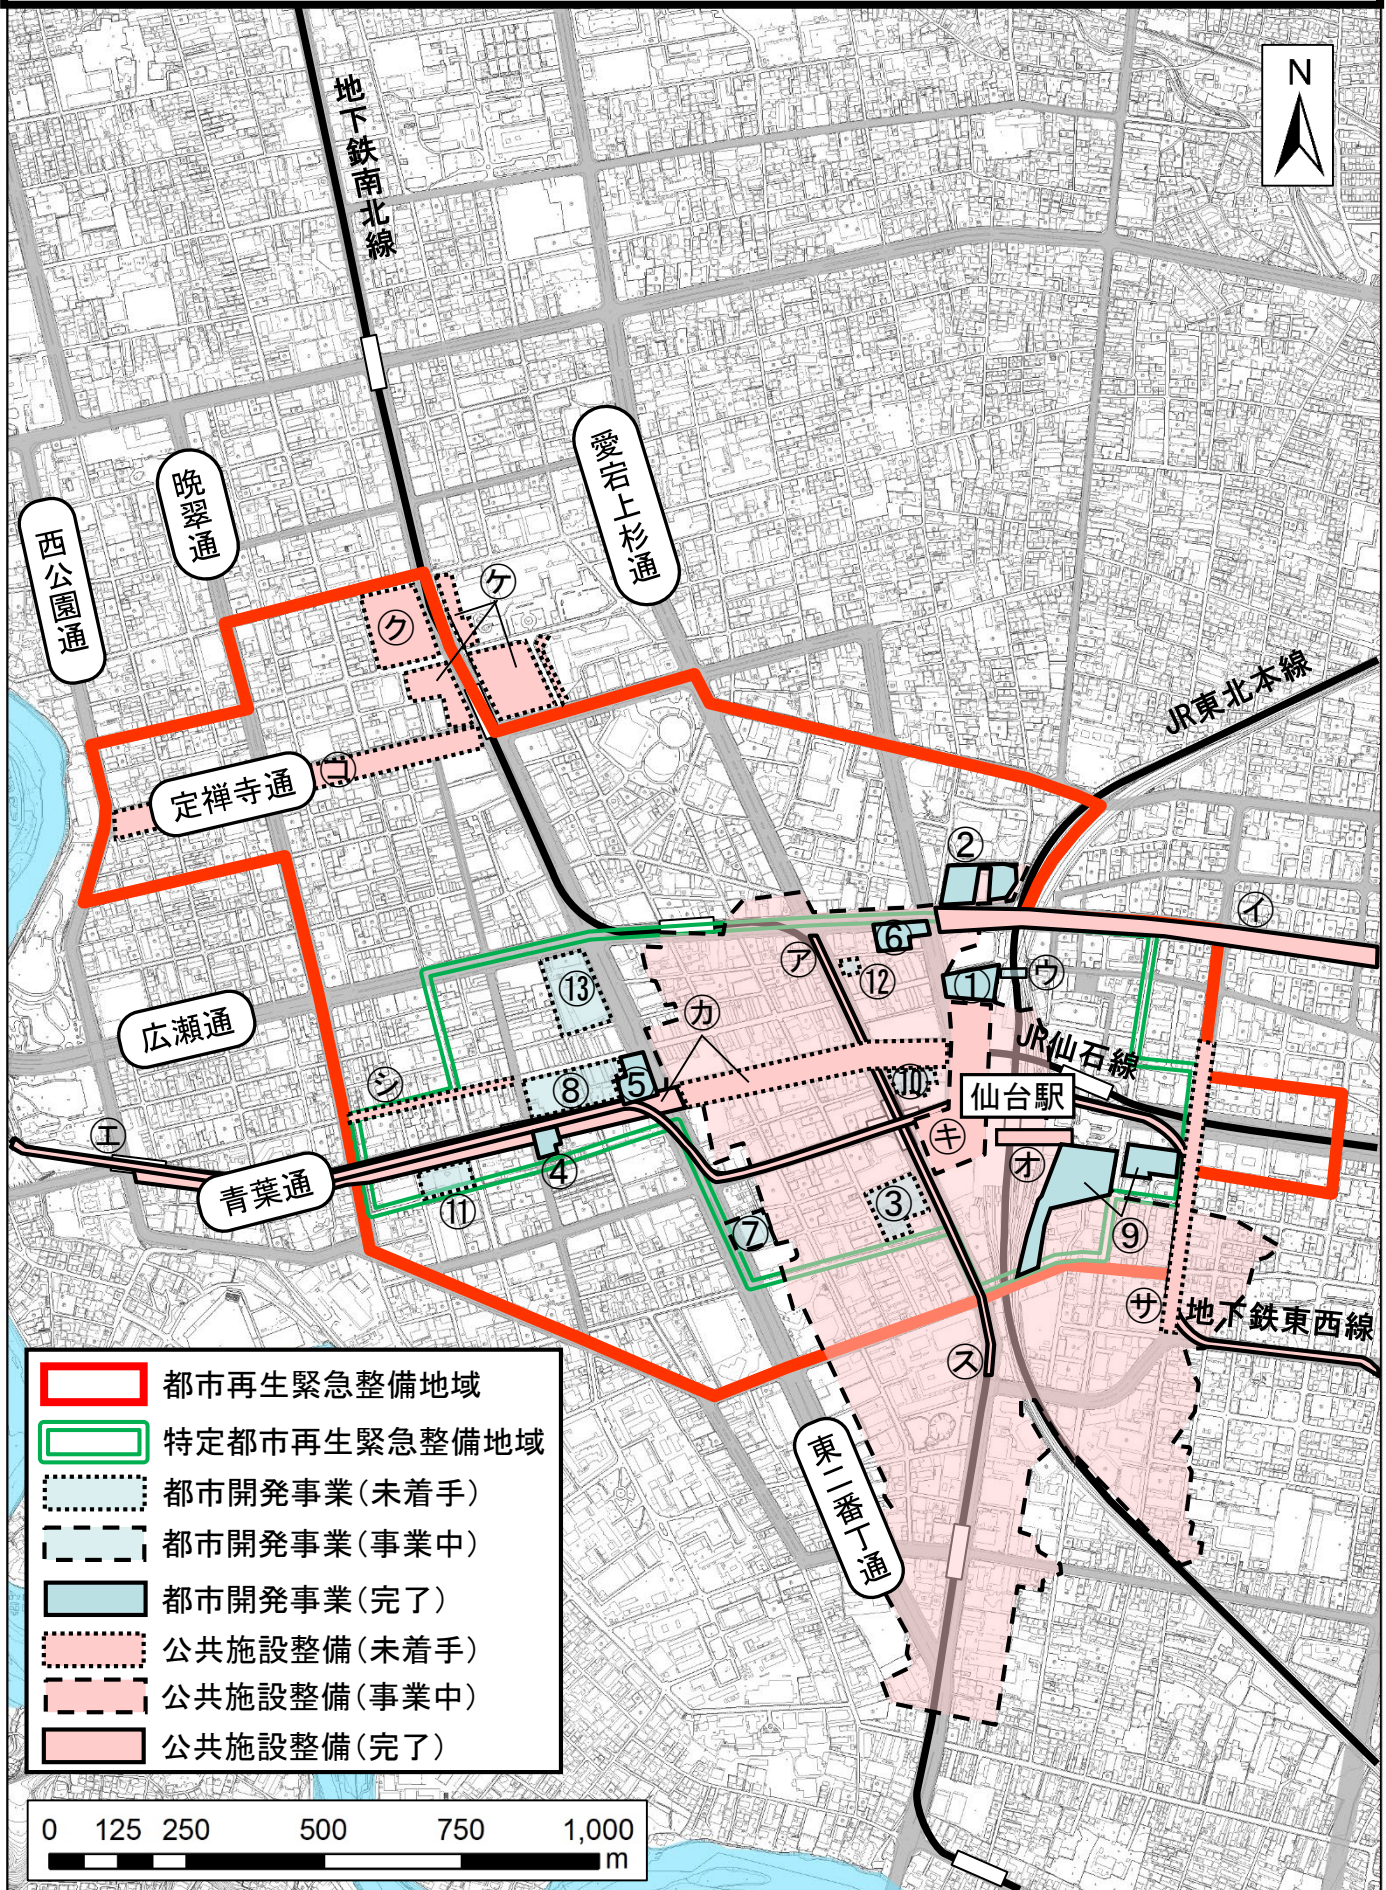 N
地下鉄南北線
愛宕上杉通
晩翠通
西公園通
ケ
ク
JR東北本線
定禅寺通
コ
②
イ
⑥
ア
⑫
①
ウ
⑬
カ
広瀬通
JR仙石線
シ
⑧
⑤
⑩
仙台駅
エ
キ
オ
④
青葉通
⑪
③
⑦
⑨
サ
地下鉄東西線
ス
東二番丁通
都市再生緊急整備地域
特定都市再生緊急整備地域
都市開発事業(未着手)
都市開発事業(事業中)
都市開発事業(完了)
公共施設整備(未着手)
公共施設整備(事業中)
公共施設整備(完了)
0 125 250 500 750 1,000
m